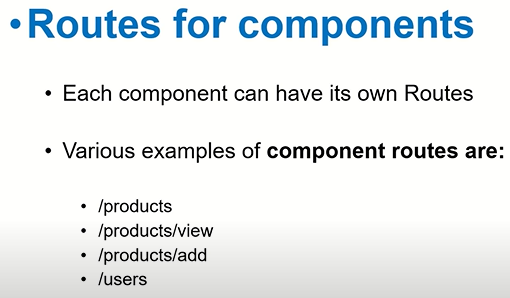 • Routes for components
• Each component can have its own Routes
• Various examples of component routes are:
• /products
• /products/view
• /products/add
• /users